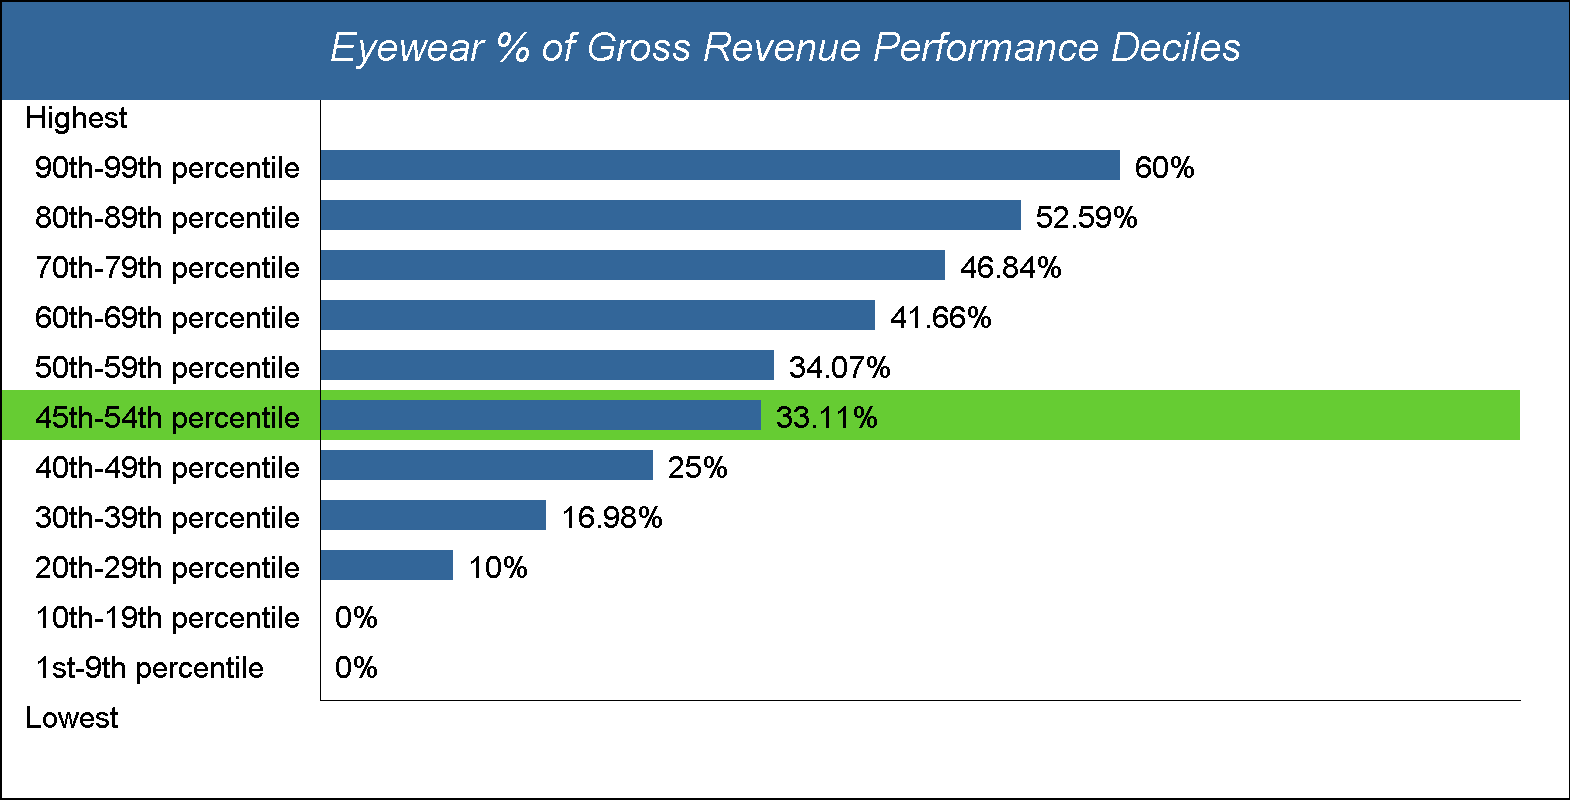 Eyewear % of Gross Revenue Performance Deciles
Highest
90th-99th percentile 60%
80th-89th percentile 52.59%
70th-79th percentile 46.84%
60th-69th percentile 41.66%
50th-59th percentile 34.07%
45th-54th percentile 33.11%
40th-49th percentile 25%
30th-39th percentile 16.98%
20th-29th percentile 10%
10th-19th percentile 0%
1st-9th percentile 0%
Lowest